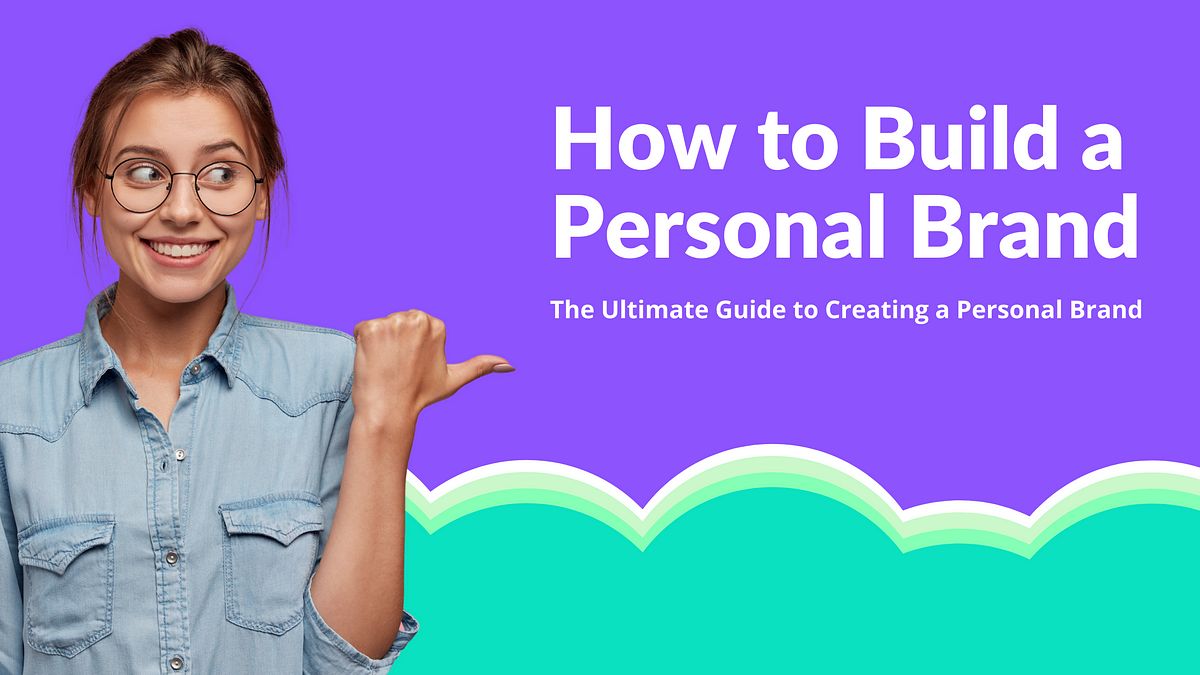 How to Build a
Personal Brand
The Ultimate Guide to Creating a Personal Brand